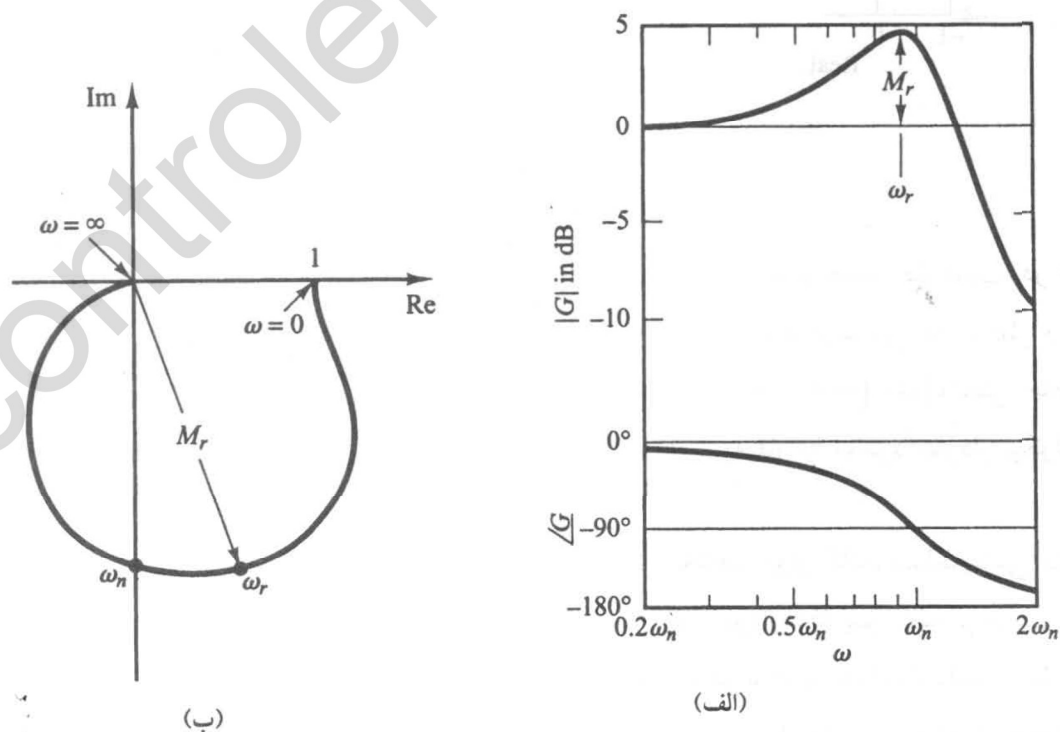 controler
Im
ω = ∞
1
Re
ω = 0
M_r
ω_n
ω_r
(ب)
5
0
−5
−10
|G| in dB
M_r
ω_r
0°
−90°
−180°
∠G
0.2ω_n
0.5ω_n
ω_n
2ω_n
ω
(الف)